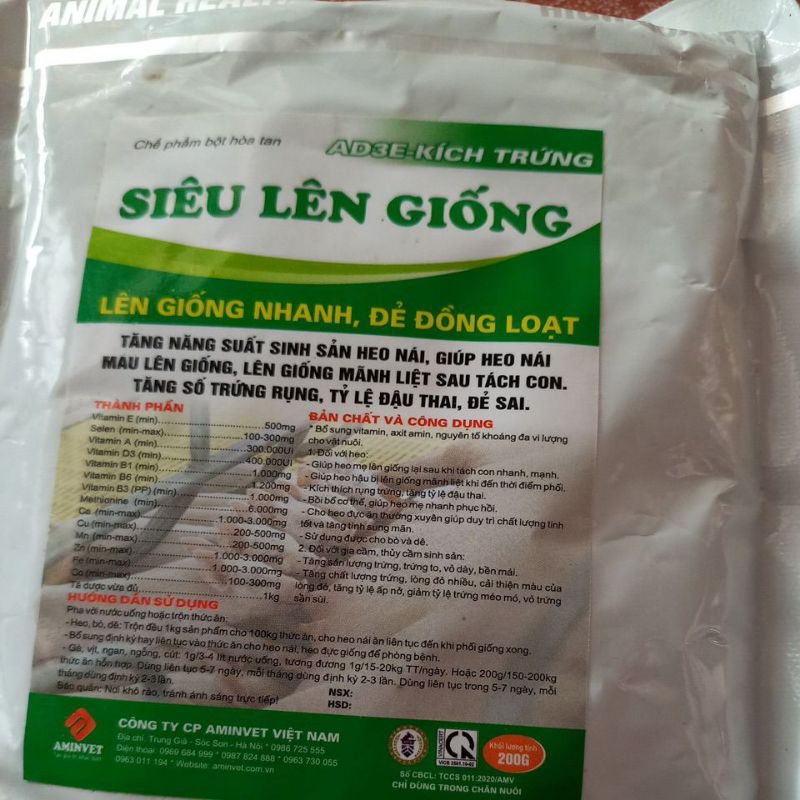 ANIMAL HEALTH
Chế phẩm bột hòa tan
AD3E-KÍCH TRỨNG
SIÊU LÊN GIỐNG
LÊN GIỐNG NHANH, ĐẺ ĐỒNG LOẠT
TĂNG NĂNG SUẤT SINH SẢN HEO NÁI, GIÚP HEO NÁI
MAU LÊN GIỐNG, LÊN GIỐNG MÃNH LIỆT SAU TÁCH CON.
TĂNG SỐ TRỨNG RỤNG, TỶ LỆ ĐẬU THAI, ĐẺ SAI.
THÀNH PHẦN
Vitamin E (min)..............500mg
Selen (min-max)..............100-300mg
Vitamin A (min)..............300.000UI
Vitamin D3 (min)..............400.000UI
Vitamin B1 (min)..............1.000mg
Vitamin B6 (min)..............1.200mg
Vitamin B3 (PP) (min)..............1.000mg
Methionine (min)..............6.000mg
Ca (min-max)..............1.000-3.000mg
Cu (min-max)..............200-500mg
Mn (min-max)..............200-500mg
Zn (min-max)..............1.000-3.000mg
Fe (min-max)..............1.000-3.000mg
Co (min-max)..............100-300mg
Tá dược vừa đủ..............1kg
BẢN CHẤT VÀ CÔNG DỤNG
* Bổ sung vitamin, axit amin, nguyên tố khoáng đa vi lượng
cho vật nuôi.
1. Đối với heo:
- Giúp heo mẹ lên giống lại sau khi tách con nhanh, mạnh.
- Giúp heo hậu bị lên giống mãnh liệt khi đến thời điểm phối.
- Kích thích rụng trứng, tăng tỷ lệ đậu thai.
- Bồi bổ cơ thể, giúp heo mẹ nhanh phục hồi.
- Cho heo đực ăn thường xuyên giúp duy trì chất lượng tinh
tốt và tăng tính sung mãn.
- Sử dụng được cho bò và dê.
2. Đối với gia cầm, thủy cầm sinh sản:
- Tăng sản lượng trứng, trứng to, vỏ dày, bền mái.
- Tăng chất lượng trứng, lòng đỏ nhiều, cải thiện màu của
lòng đỏ, tăng tỷ lệ ấp nở, giảm tỷ lệ trứng méo mó, vỏ trứng
sần sùi.
HƯỚNG DẪN SỬ DỤNG
Pha với nước uống hoặc trộn thức ăn:
- Heo, bò, dê: Trộn đều 1kg sản phẩm cho 100kg thức ăn, cho heo nái ăn liên tục đến khi phối giống xong.
- Bổ sung định kỳ hay liên tục vào thức ăn cho heo nái, heo đực giống để phòng bệnh.
- Gà, vịt, ngan, ngỗng, cút: 1g/3-4 lít nước uống, tương đương 1g/15-20kg TT/ngày. Hoặc 200g/150-200kg
thức ăn hỗn hợp. Dùng liên tục 5-7 ngày, mỗi tháng dùng định kỳ 2-3 lần. Dùng liên tục trong 5-7 ngày, mỗi
tháng dùng định kỳ 2-3 lần.
Bảo quản: Nơi khô ráo, tránh ánh sáng trực tiếp!
NSX:
HSD:
AMINVET
CÔNG TY CP AMINVET VIỆT NAM
Địa chỉ: Trung Giã - Sóc Sơn - Hà Nội * 0986 725 555
Điện thoại: 0969 684 999 * 0987 824 888 * 0963 730 055
0963 011 194 * Website: aminvet.com.vn
Số CBCL: TCCS 011:2020/AMV
CHỈ DÙNG TRONG CHĂN NUÔI
Khối lượng tịnh
200G